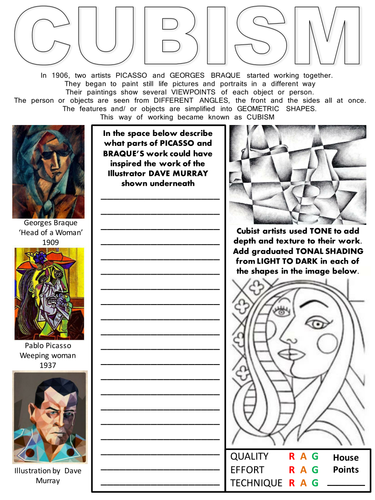 CUBISM
In 1906, two artists PICASSO and GEORGES BRAQUE started working together.
They began to paint still life pictures and portraits in a different way
Their paintings show several VIEWPOINTS of each object or person.
The person or objects are seen from DIFFERENT ANGLES, the front and the sides all at once.
The features and/ or objects are simplified into GEOMETRIC SHAPES.
This way of working became known as CUBISM
Georges Braque
‘Head of a Woman’
1909
Pablo Picasso
Weeping woman
1937
Illustration by Dave
Murray
In the space below describe
what parts of PICASSO and
BRAQUE’S work could have
inspired the work of the
Illustrator DAVE MURRAY
shown underneath
Cubist artists used TONE to add
depth and texture to their work.
Add graduated TONAL SHADING
from LIGHT TO DARK in each of
the shapes in the image below.
QUALITY R A G
EFFORT R A G
TECHNIQUE R A G
House
Points